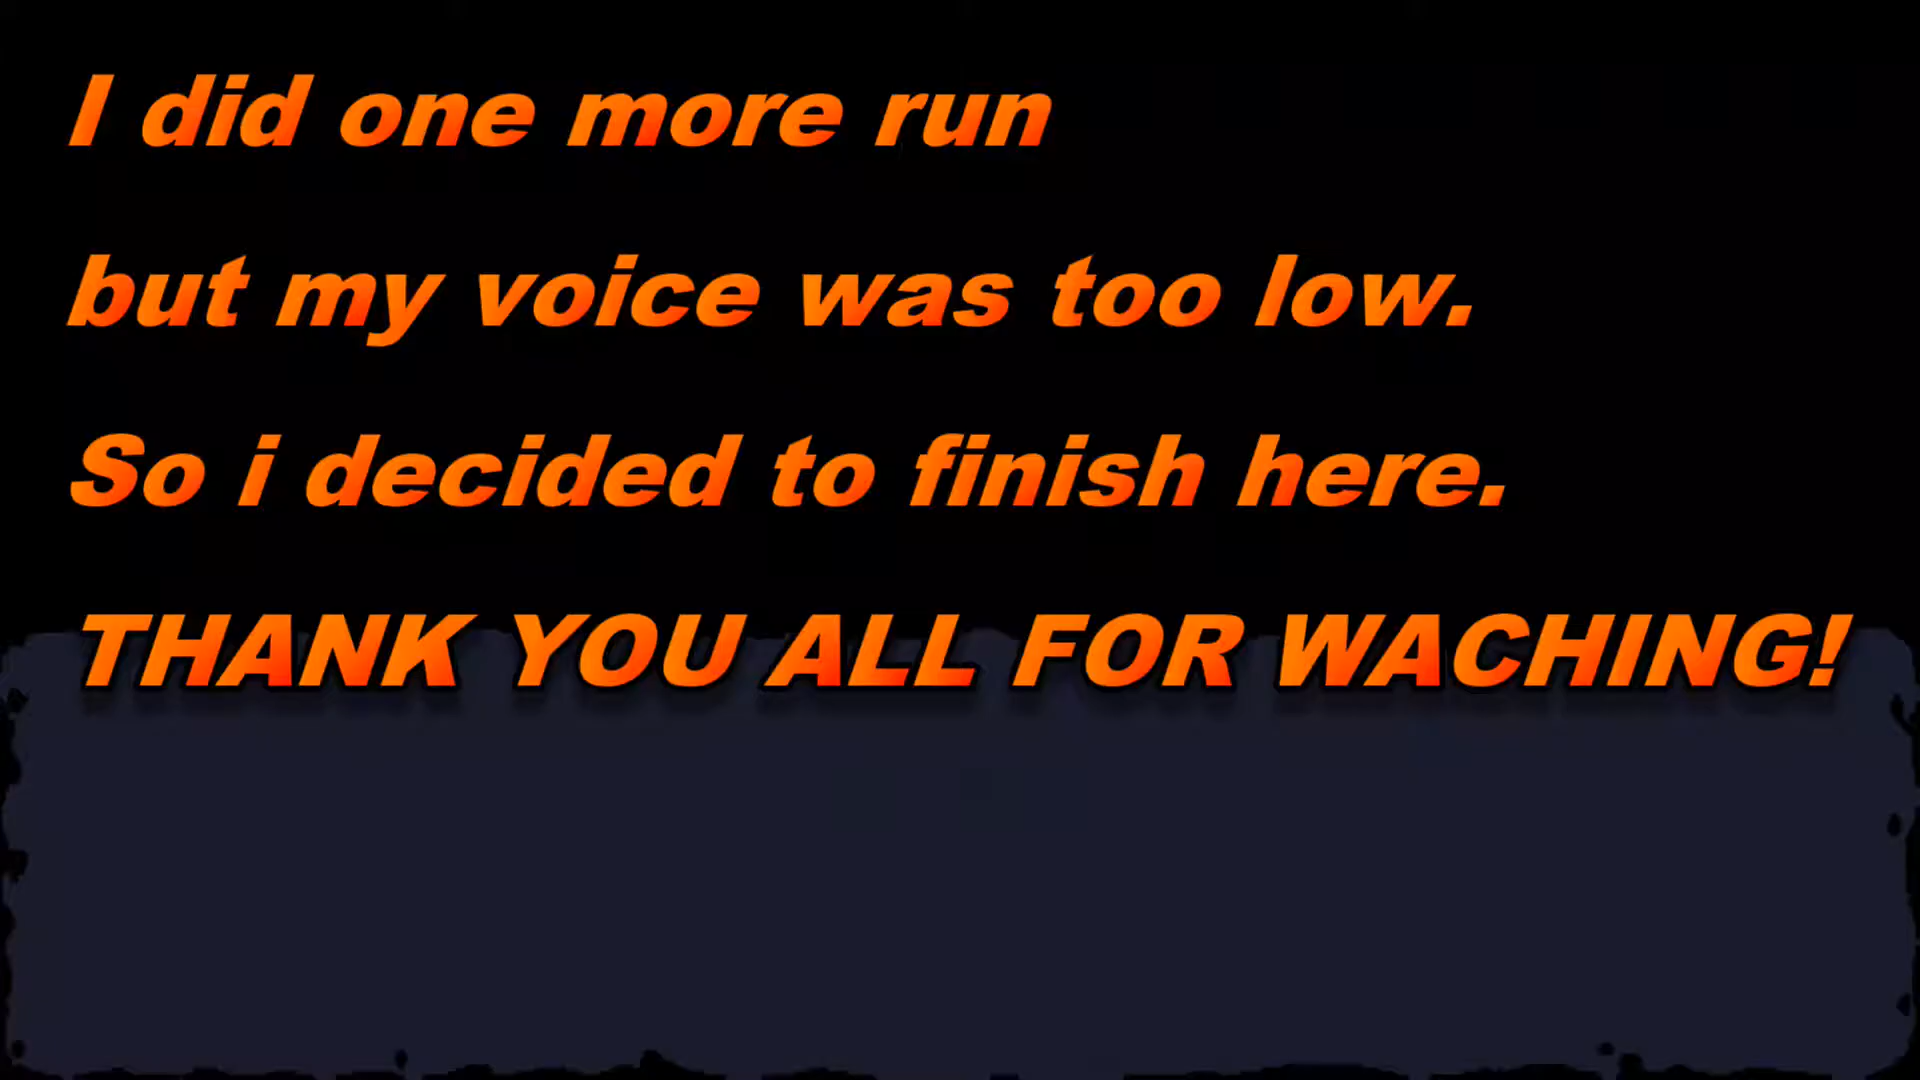 I did one more run
but my voice was too low.
So i decided to finish here.
THANK YOU ALL FOR WACHING!